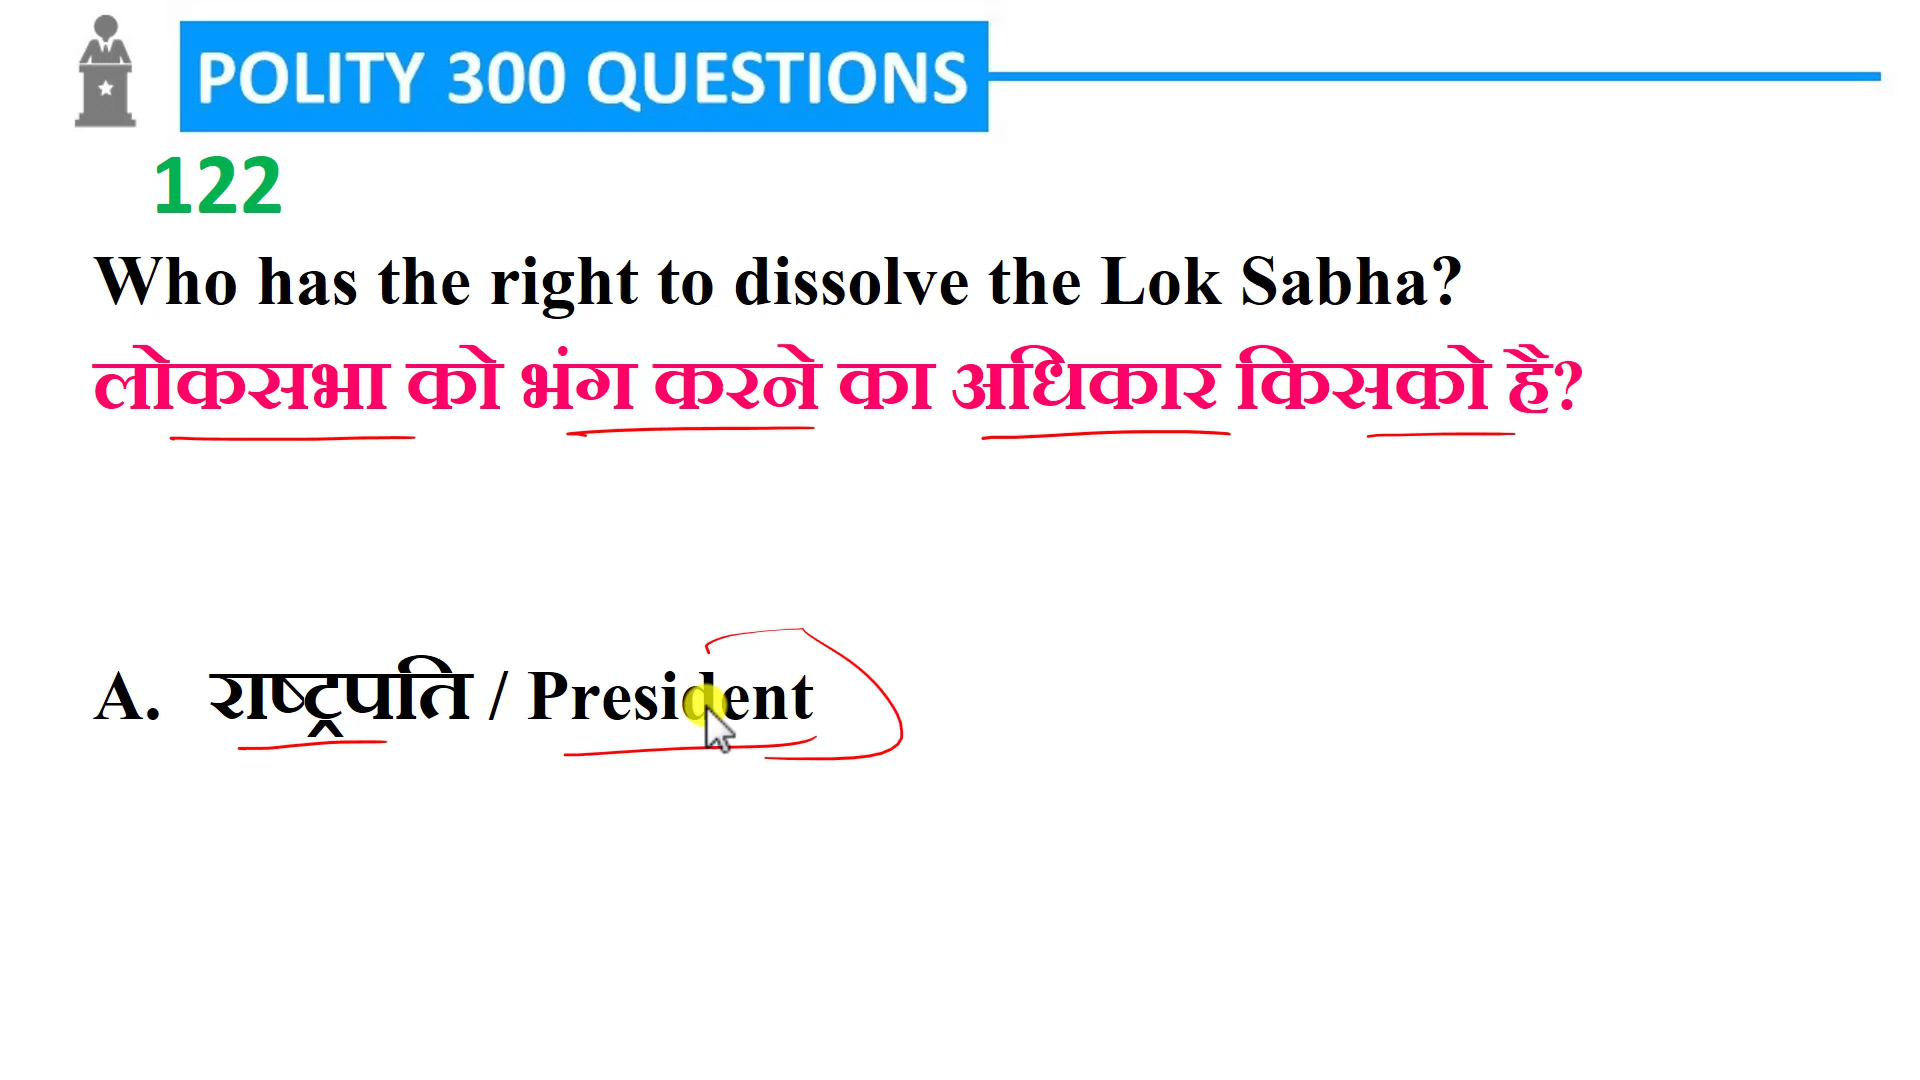 POLITY 300 QUESTIONS
122
Who has the right to dissolve the Lok Sabha?
लोकसभा को भंग करने का अधिकार किसको है?
A. राष्ट्रपति / President